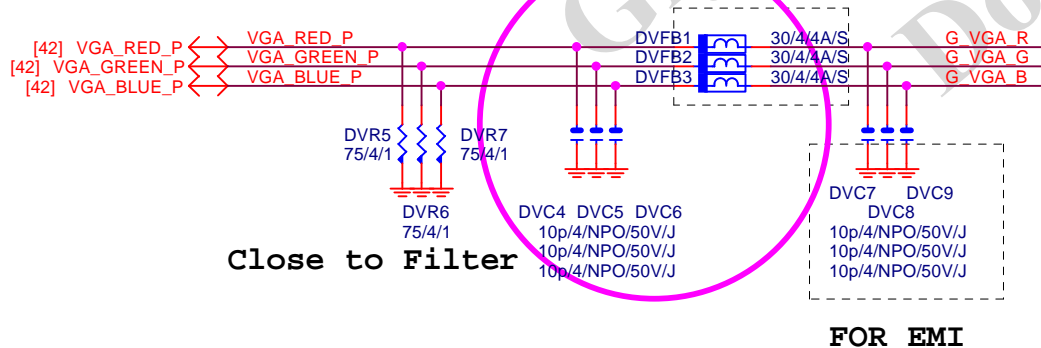 [42] VGA_RED_P VGA_RED_P DVFB1 30/4/4A/S G_VGA_R
[42] VGA_GREEN_P VGA_GREEN_P DVFB2 30/4/4A/S G_VGA_G
[42] VGA_BLUE_P VGA_BLUE_P DVFB3 30/4/4A/S G_VGA_B
DVR5 DVR7
75/4/1 75/4/1
DVC7 DVC9
DVR6 DVC4 DVC5 DVC6 DVC8
75/4/1 10p/4/NPO/50V/J 10p/4/NPO/50V/J
10p/4/NPO/50V/J 10p/4/NPO/50V/J
10p/4/NPO/50V/J 10p/4/NPO/50V/J
Close to Filter
FOR EMI